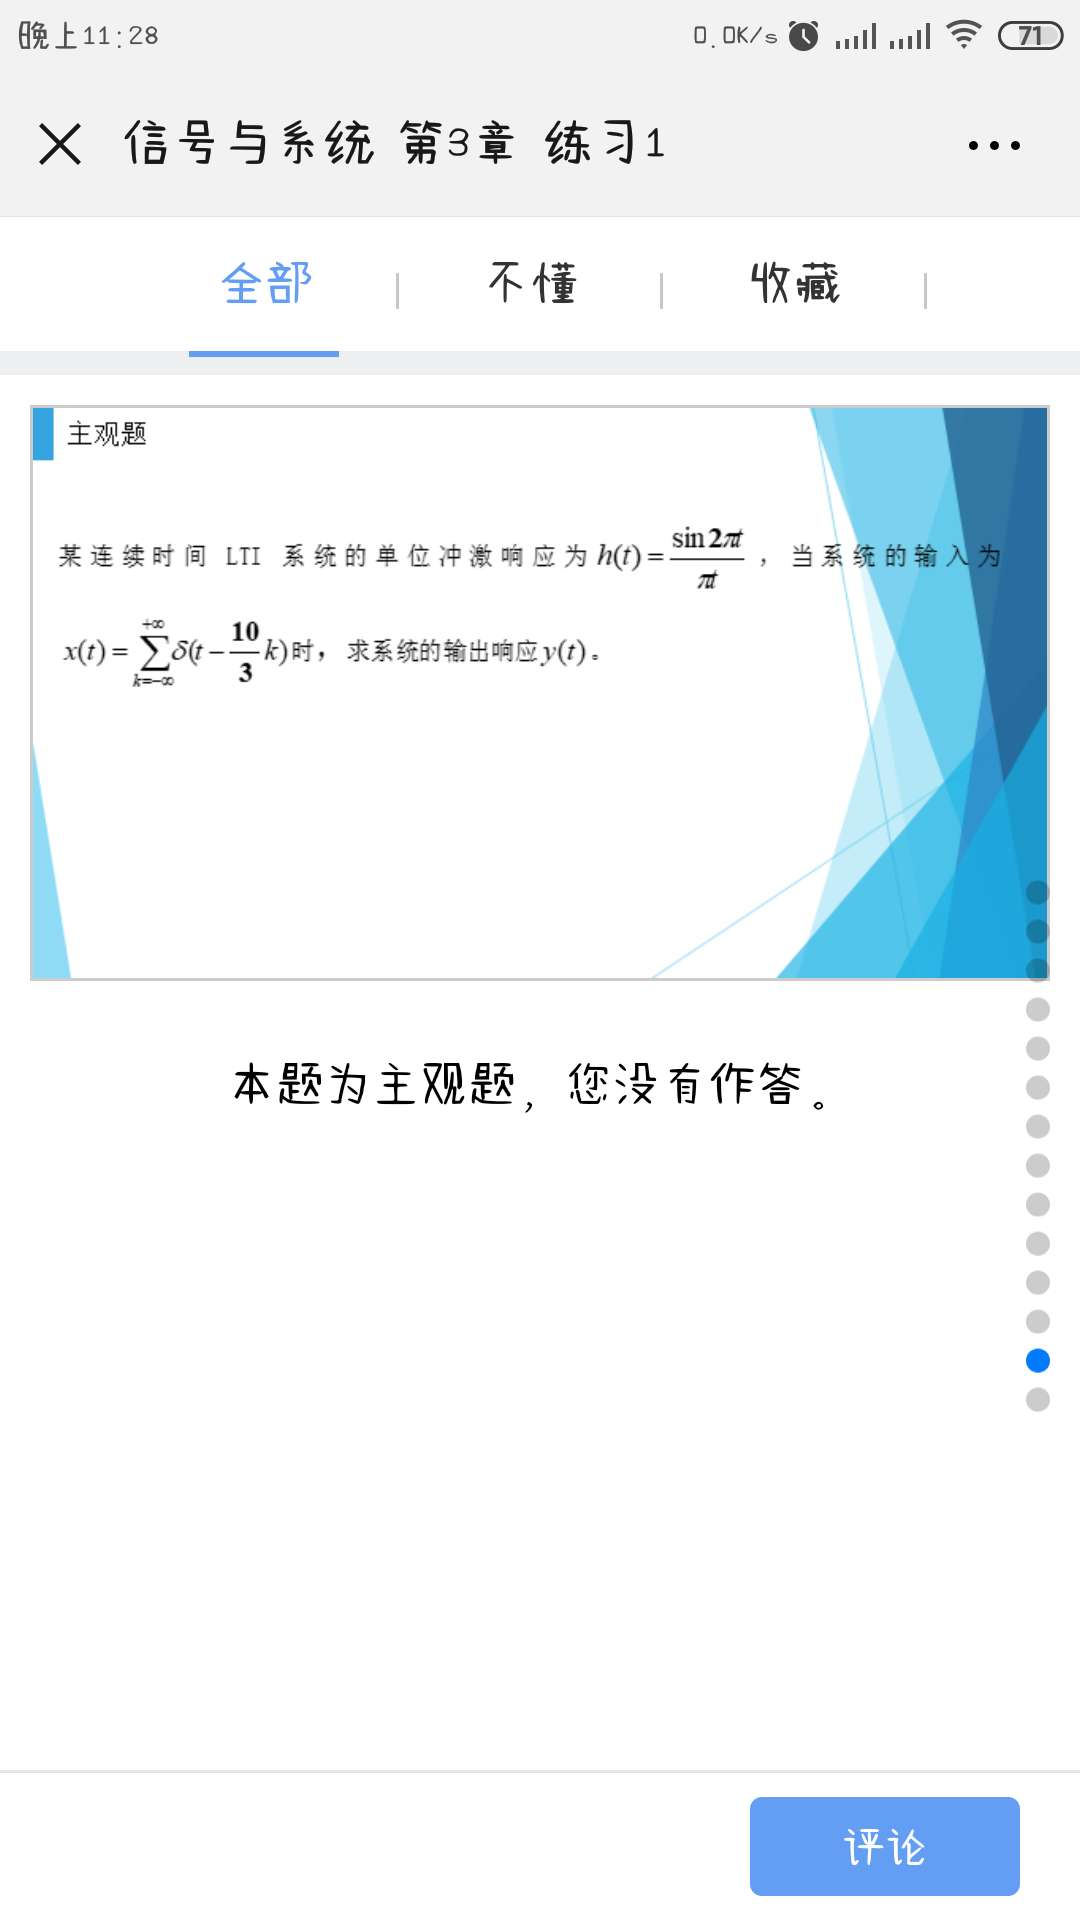 晚上11:28 0.0K/s 71
信号与系统 第3章 练习1
全部 不懂 收藏
主观题
某连续时间 LTI 系统的单位冲激响应为 h(t) = sin2πt / πt ，当系统的输入为
x(t) = ∑_{k=-∞}^{+∞} δ(t − 10/3 k)时，求系统的输出响应y(t)。
本题为主观题，您没有作答。
评论